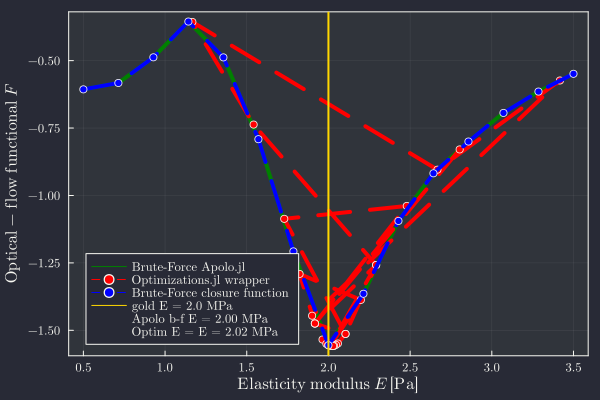 Optical − flow functional F
−0.50
−0.75
−1.00
−1.25
−1.50
Brute-Force Apolo.jl
Optimizations.jl wrapper
Brute-Force closure function
gold E = 2.0 MPa
Apolo b-f E = 2.00 MPa
Optim E = E = 2.02 MPa
0.5 1.0 1.5 2.0 2.5 3.0 3.5
Elasticity modulus E [Pa]